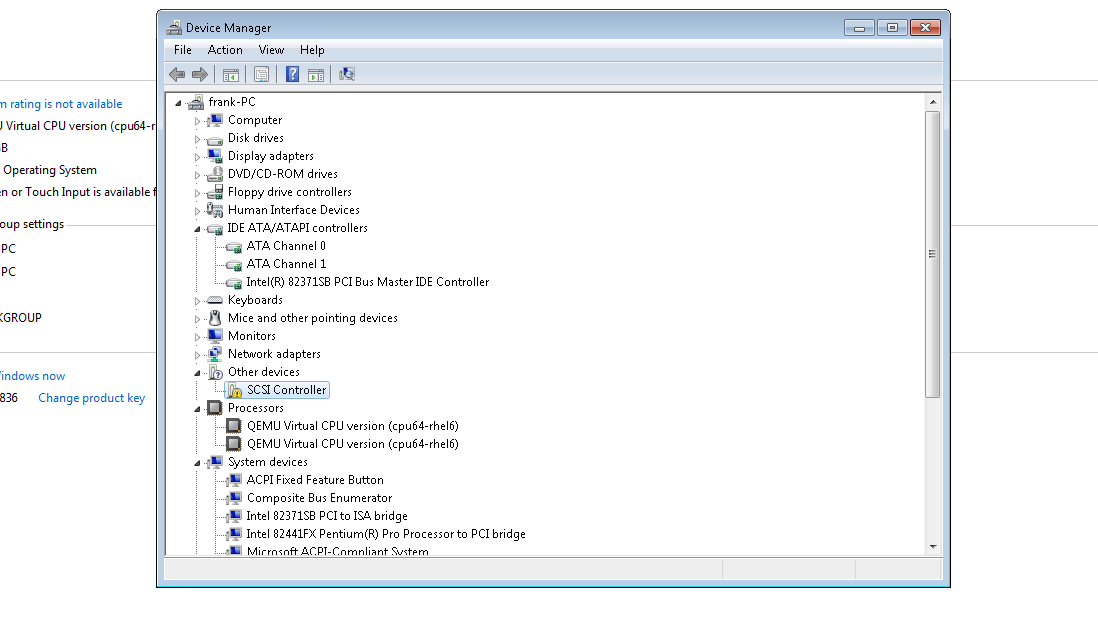 Device Manager
File Action View Help
frank-PC
Computer
Disk drives
Display adapters
DVD/CD-ROM drives
Floppy drive controllers
Human Interface Devices
IDE ATA/ATAPI controllers
ATA Channel 0
ATA Channel 1
Intel(R) 82371SB PCI Bus Master IDE Controller
Keyboards
Mice and other pointing devices
Monitors
Network adapters
Other devices
SCSI Controller
Processors
QEMU Virtual CPU version (cpu64-rhel6)
QEMU Virtual CPU version (cpu64-rhel6)
System devices
ACPI Fixed Feature Button
Composite Bus Enumerator
Intel 82371SB PCI to ISA bridge
Intel 82441FX Pentium(R) Pro Processor to PCI bridge
Microsoft ACPI-Compliant System
m rating is not available
U Virtual CPU version (cpu64-r
B
Operating System
en or Touch Input is available f
oup settings
PC
PC
KGROUP
indows now
836 Change product key